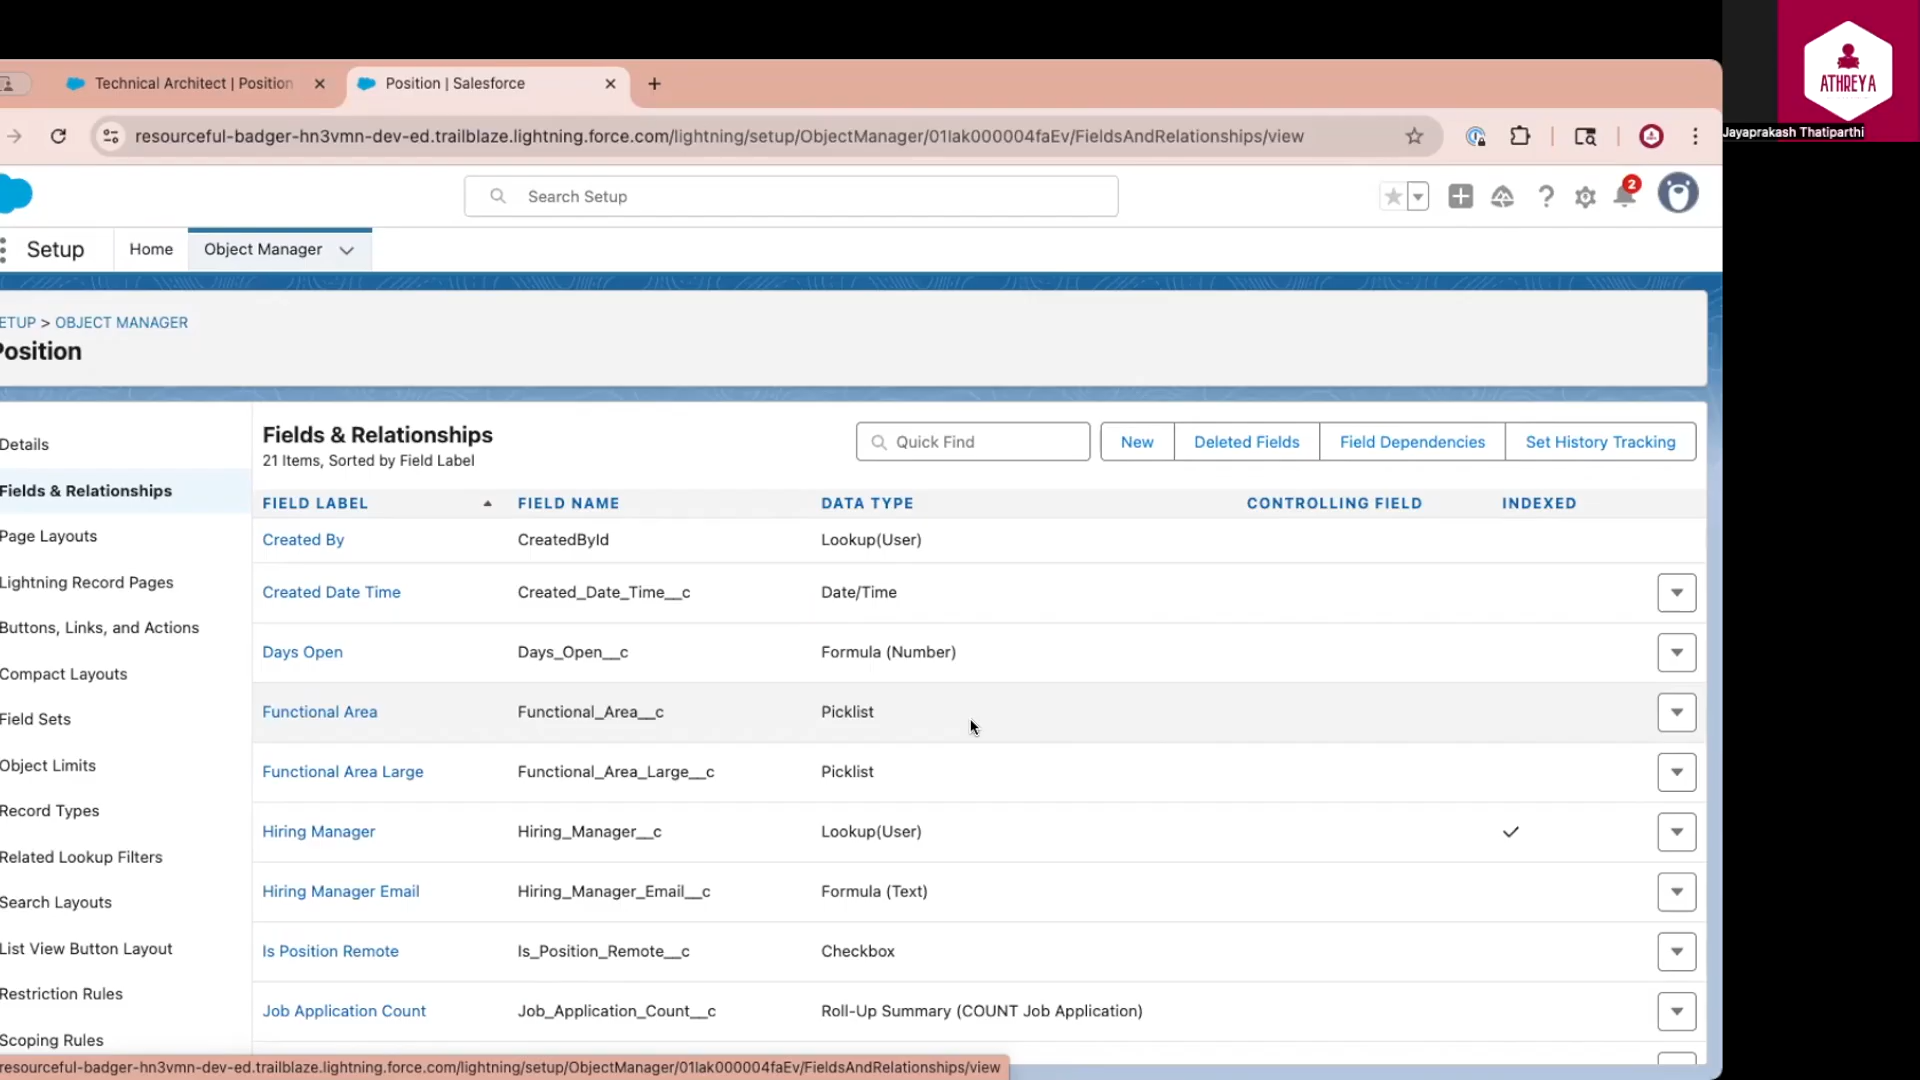 Technical Architect | Position
Position | Salesforce
resourceful-badger-hn3vmn-dev-ed.trailblaze.lightning.force.com/lightning/setup/ObjectManager/01Iak000004faEv/FieldsAndRelationships/view
ATHREYA
Jayaprakash Thatiparthi
Search Setup
2
Setup
Home
Object Manager
ETUP > OBJECT MANAGER
Position
Details
Fields & Relationships
Page Layouts
Lightning Record Pages
Buttons, Links, and Actions
Compact Layouts
Field Sets
Object Limits
Record Types
Related Lookup Filters
Search Layouts
List View Button Layout
Restriction Rules
Scoping Rules
Fields & Relationships
21 Items, Sorted by Field Label
Quick Find
New
Deleted Fields
Field Dependencies
Set History Tracking
FIELD LABEL FIELD NAME DATA TYPE CONTROLLING FIELD INDEXED
Created By CreatedById Lookup(User)
Created Date Time Created_Date_Time__c Date/Time
Days Open Days_Open__c Formula (Number)
Functional Area Functional_Area__c Picklist
Functional Area Large Functional_Area_Large__c Picklist
Hiring Manager Hiring_Manager__c Lookup(User)
Hiring Manager Email Hiring_Manager_Email__c Formula (Text)
Is Position Remote Is_Position_Remote__c Checkbox
Job Application Count Job_Application_Count__c Roll-Up Summary (COUNT Job Application)
resourceful-badger-hn3vmn-dev-ed.trailblaze.lightning.force.com/lightning/setup/ObjectManager/01Iak000004faEv/FieldsAndRelationships/view